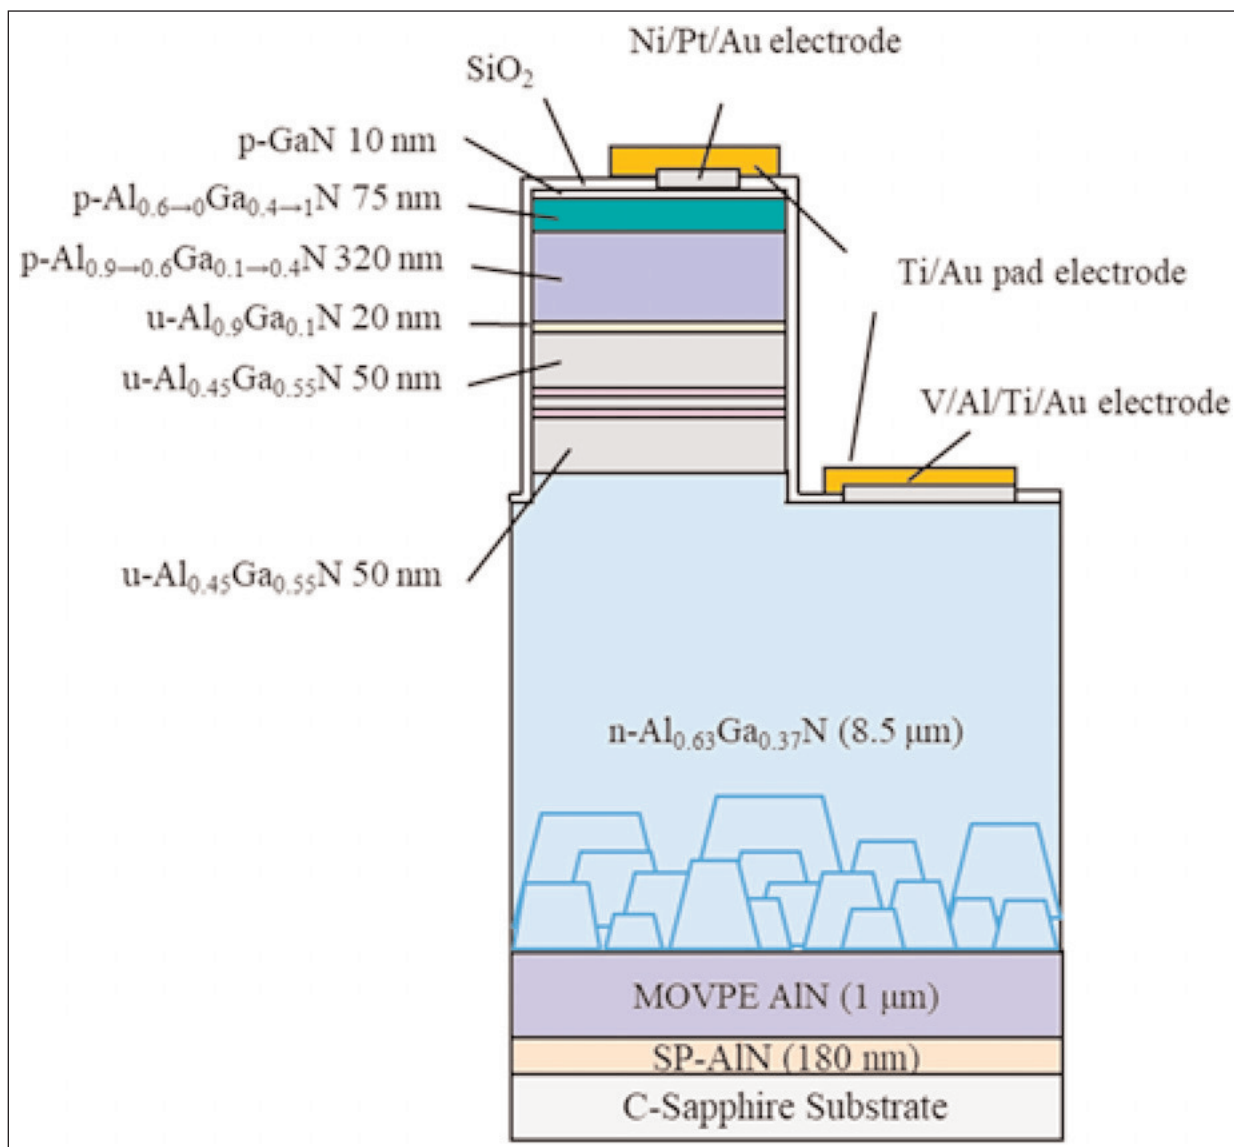 Ni/Pt/Au electrode
SiO₂
p-GaN 10 nm
p-Al₀.₆→₀Ga₀.₄→₁N 75 nm
p-Al₀.₉→₀.₆Ga₀.₁→₀.₄N 320 nm
Ti/Au pad electrode
u-Al₀.₉Ga₀.₁N 20 nm
u-Al₀.₄₅Ga₀.₅₅N 50 nm
V/Al/Ti/Au electrode
u-Al₀.₄₅Ga₀.₅₅N 50 nm
n-Al₀.₆₃Ga₀.₃₇N (8.5 μm)
MOVPE AlN (1 μm)
SP-AlN (180 nm)
C-Sapphire Substrate